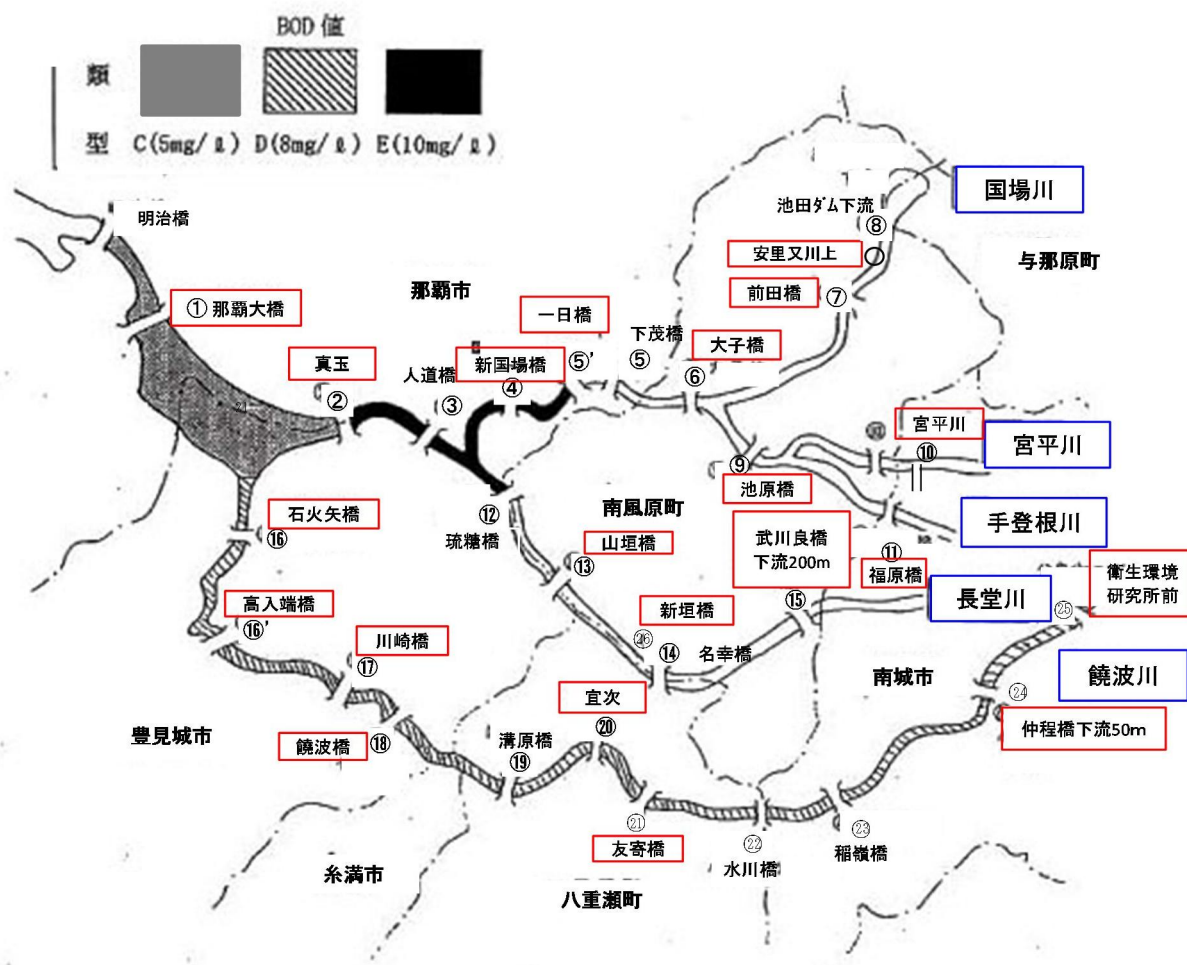 BOD値
類
型
C(5mg/ℓ) D(8mg/ℓ) E(10mg/ℓ)
明治橋
① 那覇大橋
那覇市
真玉
②
人道橋
③
新国場橋
④
一日橋
⑤’
下茂橋
⑤
大子橋
⑥
前田橋
⑦
安里又川上
池田ダム下流
⑧
国場川
与那原町
宮平川
⑩
宮平川
⑨
池原橋
手登根川
⑪
福原橋
南風原町
⑫
琉糖橋
⑬
山垣橋
武川良橋
下流200m
⑮
長堂川
新垣橋
㉖
⑭
名幸橋
石火矢橋
⑯
高入端橋
⑯’
川崎橋
⑰
饒波橋
⑱
豊見城市
溝原橋
⑲
宜次
⑳
㉑
友寄橋
㉒
水川橋
㉓
稲嶺橋
南城市
㉔
仲程橋下流50m
㉕
衛生環境
研究所前
饒波川
糸満市
八重瀬町